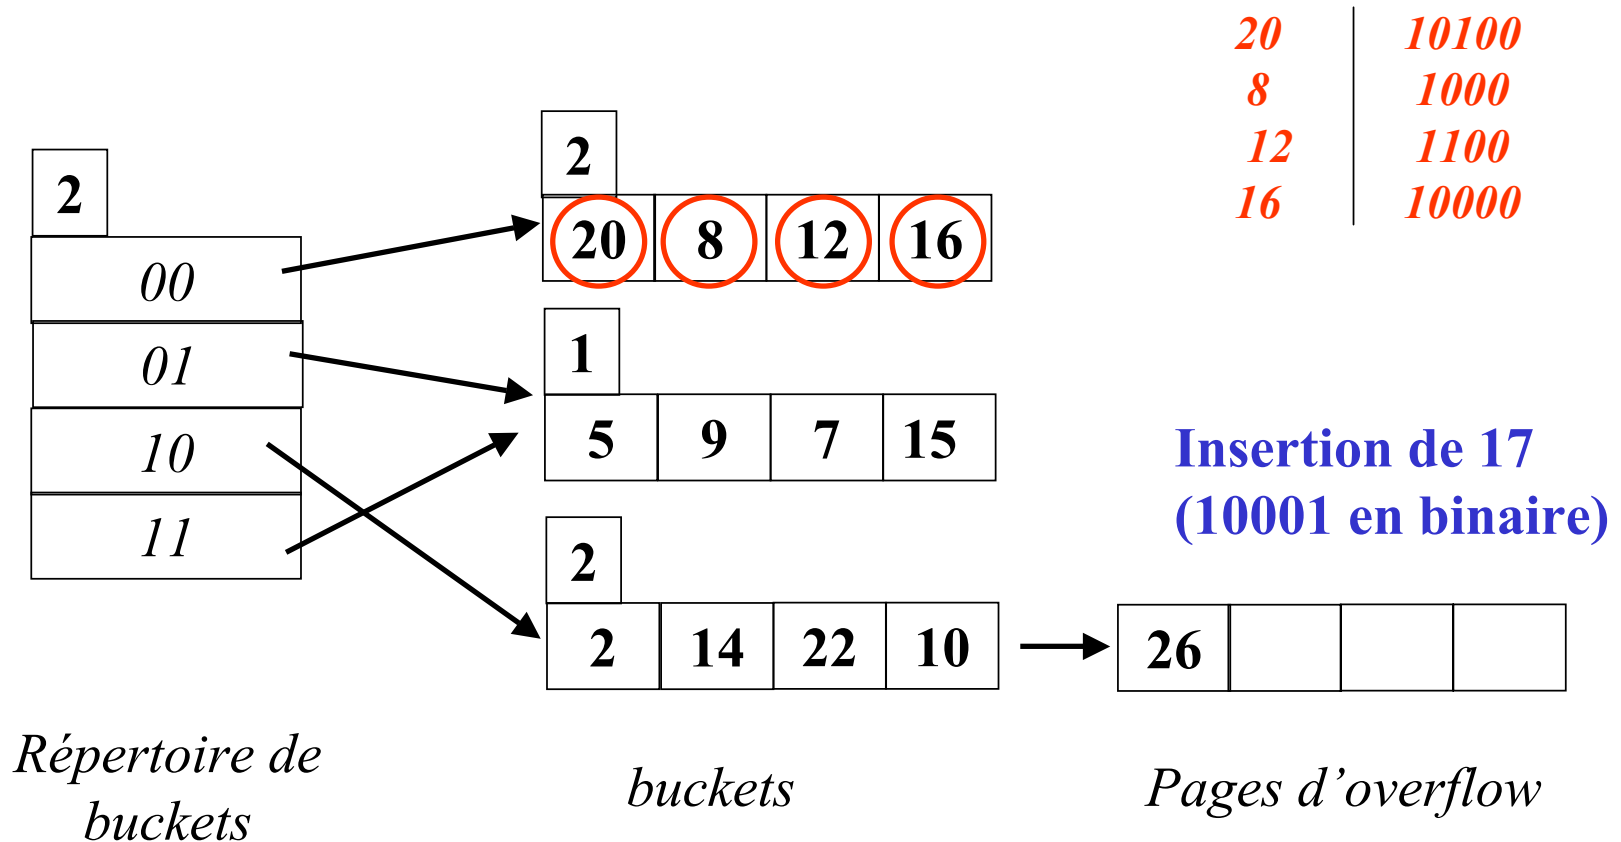 20 10100
8 1000
12 1100
16 10000
2
00
01
10
11
2
20 8 12 16
1
5 9 7 15
2
2 14 22 10
26
Insertion de 17
(10001 en binaire)
Répertoire de
buckets
buckets
Pages d’overflow